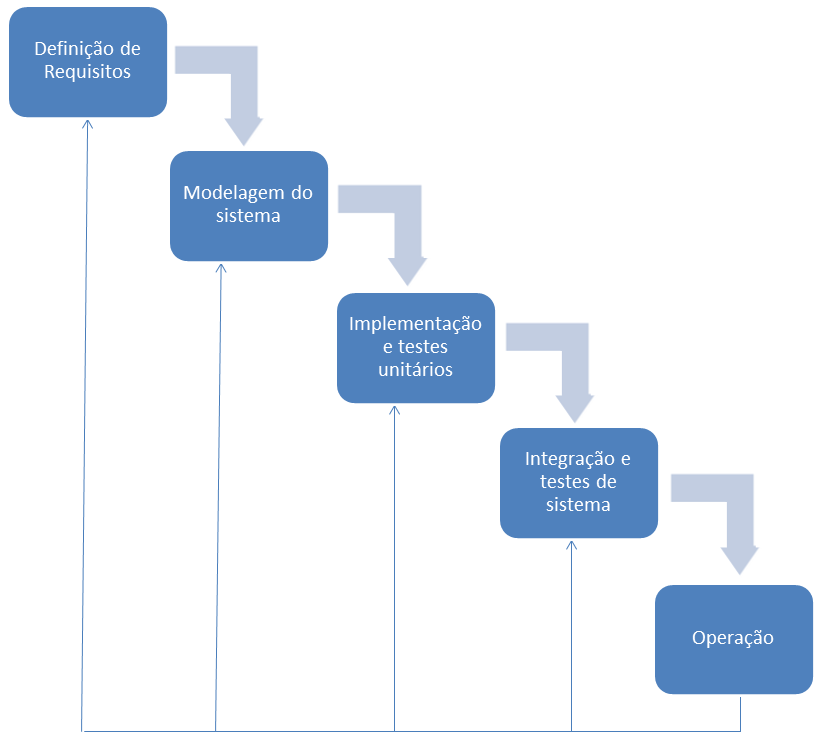 Definição de
Requisitos
Modelagem do
sistema
Implementação
e testes
unitários
Integração e
testes de
sistema
Operação